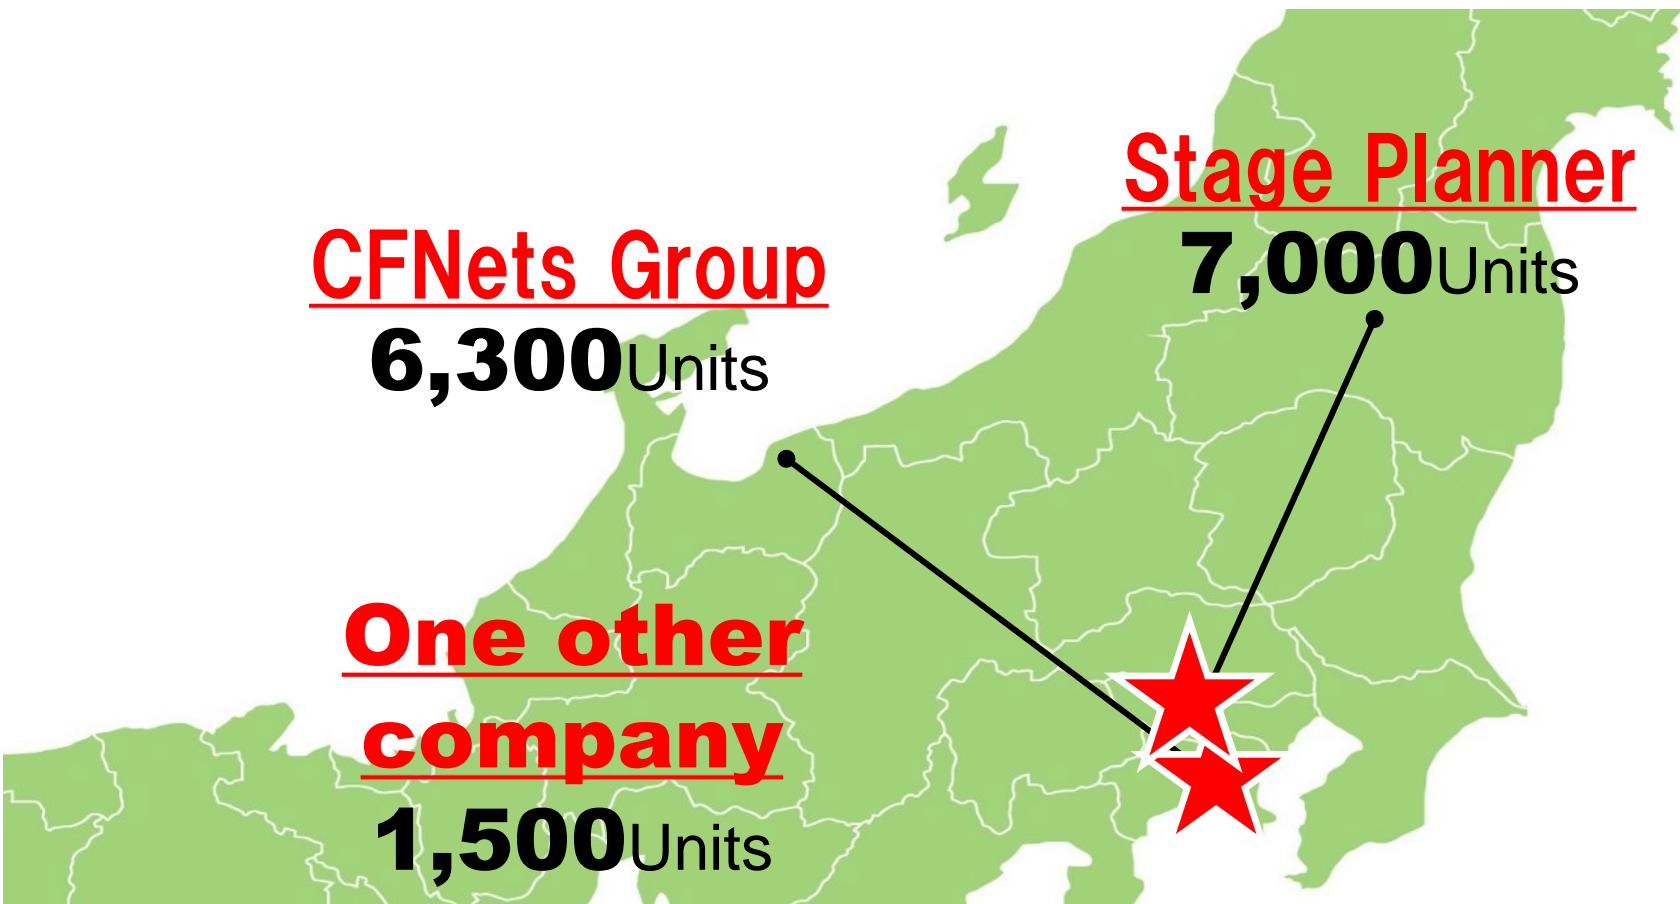 Stage Planner
7,000Units
CFNets Group
6,300Units
One other
company
1,500Units